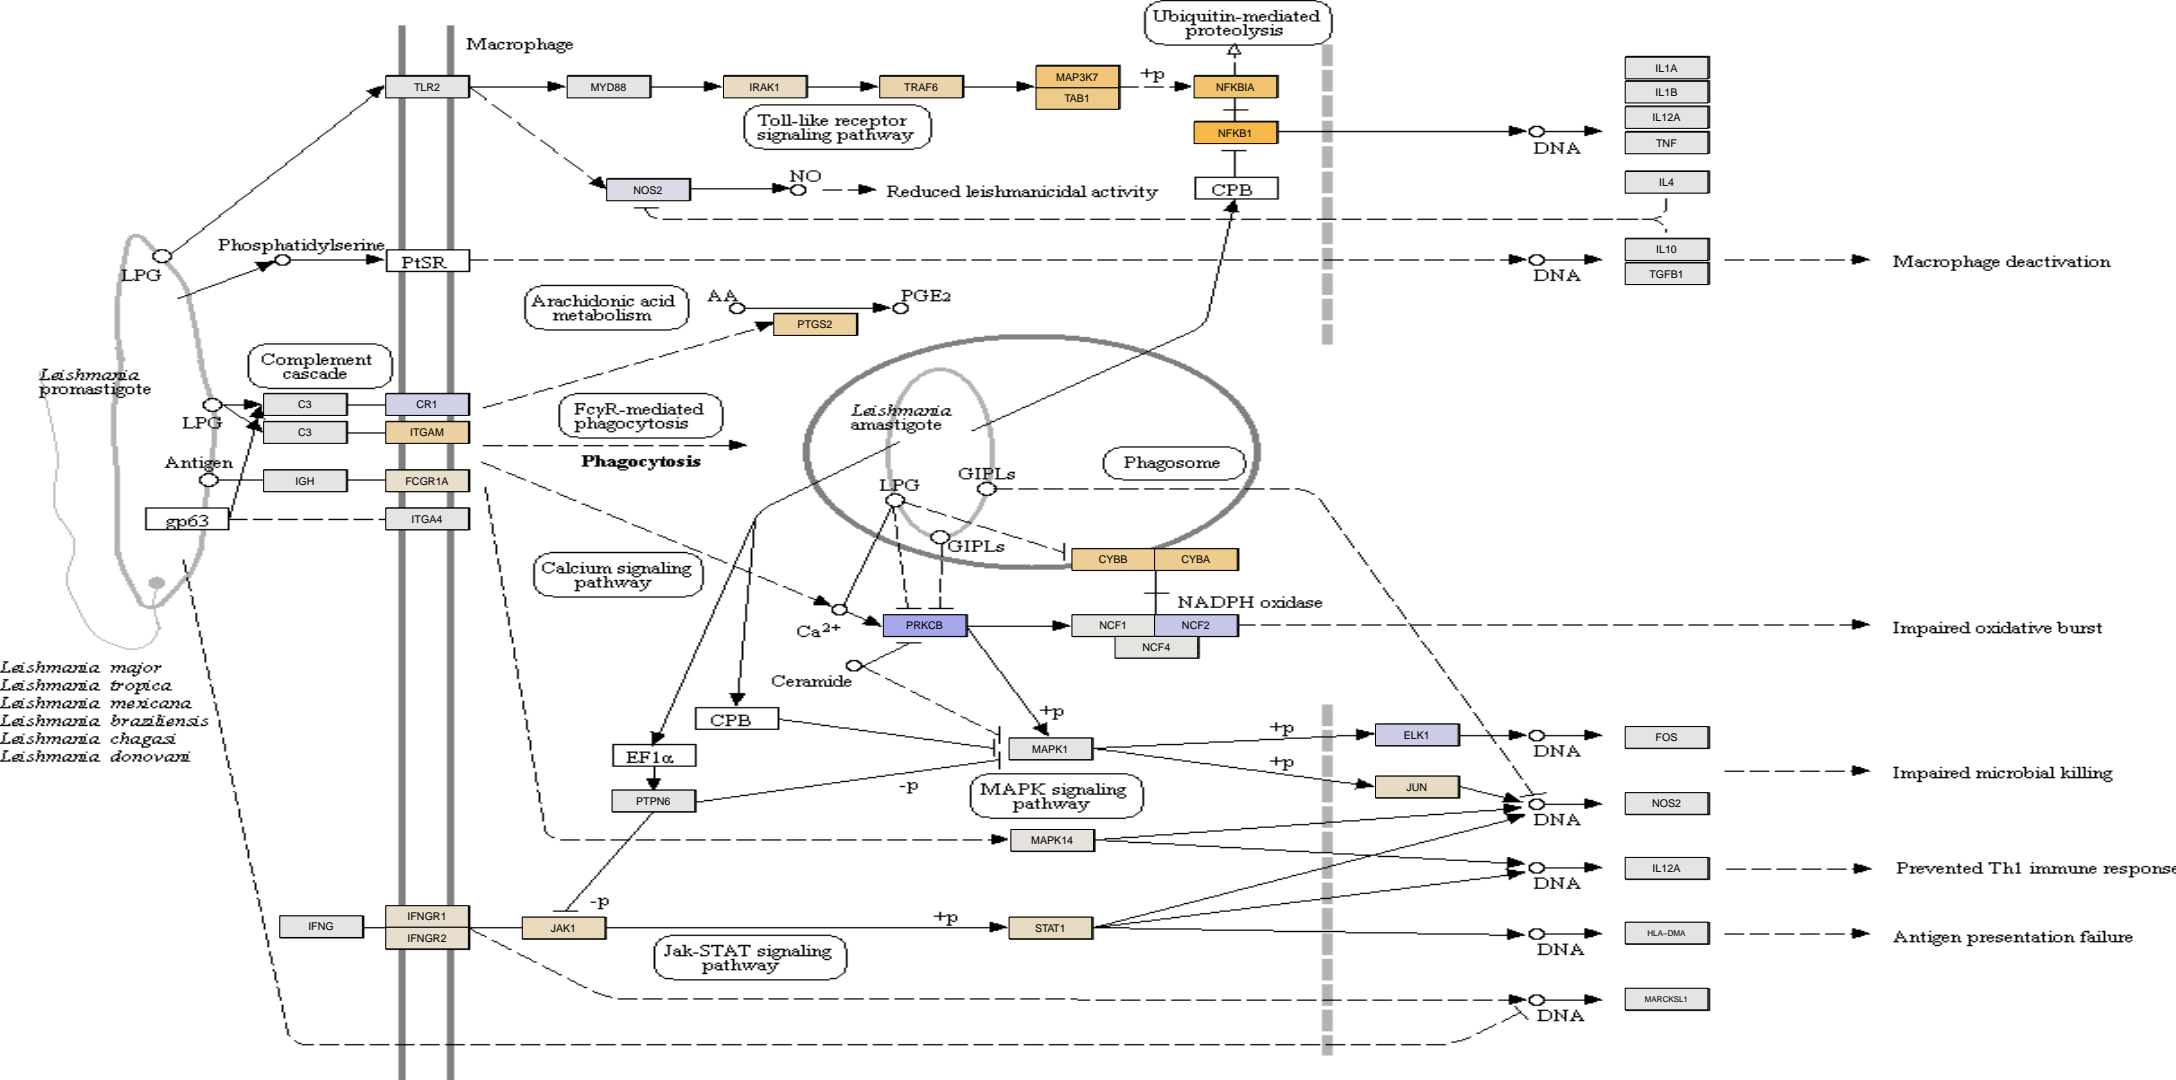 Ubiquitin-mediated
proteolysis
Macrophage
TLR2
MYD88
IRAK1
TRAF6
MAP3K7
TAB1
+p
NFKBIA
NFKB1
Toll-like receptor
signaling pathway
DNA
IL1A
IL1B
IL12A
TNF
IL4
NOS2
NO
Reduced leishmanicidal activity
CPB
LPG
Phosphatidylserine
PtSR
DNA
IL10
TGFB1
Macrophage deactivation
Arachidonic acid
metabolism
AA
PGE2
PTGS2
Leishmania
promastigote
Complement
cascade
LPG
C3
CR1
C3
ITGAM
FcγR-mediated
phagocytosis
Phagocytosis
Antigen
IGH
FCGR1A
gp63
ITGA4
Leishmania
amastigote
Phagosome
LPG
GIPLs
GIPLs
CYBB
CYBA
NADPH oxidase
Calcium signaling
pathway
Ca2+
PRKCB
NCF1
NCF2
NCF4
Impaired oxidative burst
Ceramide
Leishmania major
Leishmania tropica
Leishmania mexicana
Leishmania braziliensis
Leishmania chagasi
Leishmania donovani
CPB
EF1α
PTPN6
-p
+p
MAPK1
MAPK signaling
pathway
+p
+p
ELK1
JUN
DNA
FOS
Impaired microbial killing
DNA
NOS2
MAPK14
DNA
IL12A
Prevented Th1 immune response
IFNG
IFNGR1
IFNGR2
-p
JAK1
+p
STAT1
Jak-STAT signaling
pathway
DNA
HLA-DMA
Antigen presentation failure
DNA
MARCKSL1